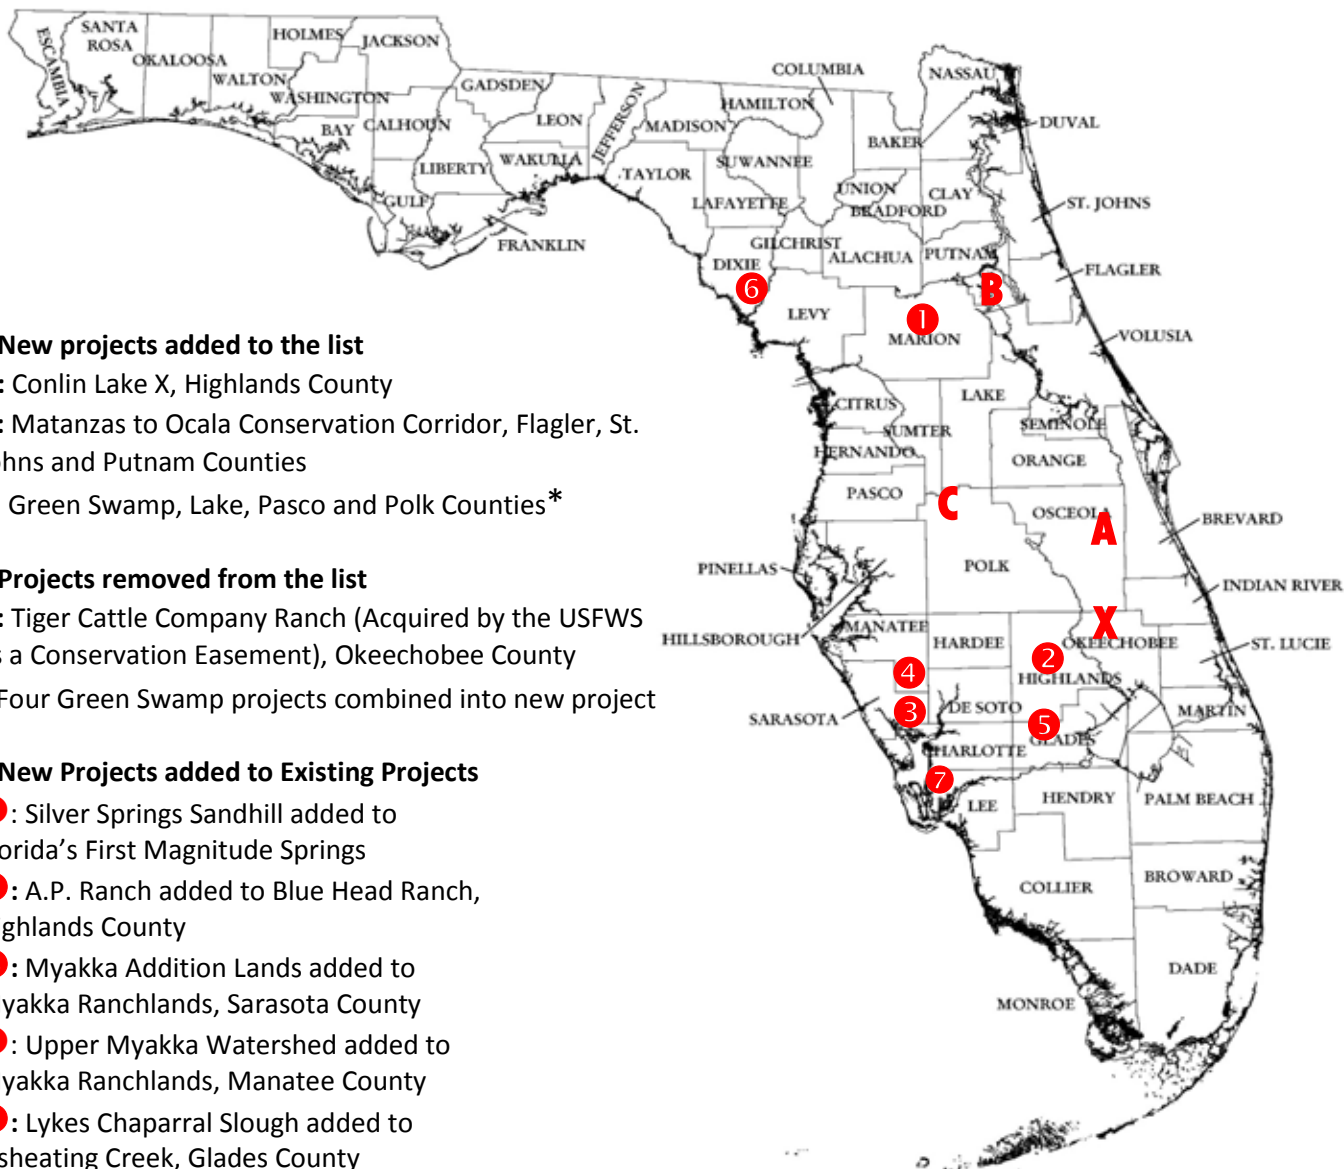 SANTA
ROSA
HOLMES
JACKSON
ESCAMBIA
OKALOOSA
WALTON
WASHINGTON
GADSDEN
COLUMBIA
NASSAU
HAMILTON
JEFFERSON
LEON
MADISON
DUVAL
BAY
CALHOUN
BAKER
LIBERTY
WAKULLA
TAYLOR
SUWANNEE
UNION
CLAY
GULF
LAFAYETTE
BRADFORD
ST. JOHNS
FRANKLIN
GILCHRIST
ALACHUA
PUTNAM
DIXIE
FLAGLER
6
B
LEVY
1
MARION
VOLUSIA
New projects added to the list
: Conlin Lake X, Highlands County
: Matanzas to Ocala Conservation Corridor, Flagler, St.
hns and Putnam Counties
Green Swamp, Lake, Pasco and Polk Counties*
LAKE
CITRUS
SUMTER
SEMINOLE
HERNANDO
ORANGE
PASCO
C
OSCEOLA
A
BREVARD
POLK
PINELLAS
INDIAN RIVER
Projects removed from the list
: Tiger Cattle Company Ranch (Acquired by the USFWS
s a Conservation Easement), Okeechobee County
Four Green Swamp projects combined into new project
HILLSBOROUGH
MANATEE
HARDEE
X
OKEECHOBEE
ST. LUCIE
2
4
HIGHLANDS
3
DE SOTO
SARASOTA
MARTIN
5
GLADES
CHARLOTTE
7
LEE
HENDRY
PALM BEACH
New Projects added to Existing Projects
: Silver Springs Sandhill added to
orida's First Magnitude Springs
: A.P. Ranch added to Blue Head Ranch,
ghlands County
: Myakka Addition Lands added to
yakka Ranchlands, Sarasota County
: Upper Myakka Watershed added to
yakka Ranchlands, Manatee County
: Lykes Chaparral Slough added to
sheating Creek, Glades County
COLLIER
BROWARD
DADE
MONROE